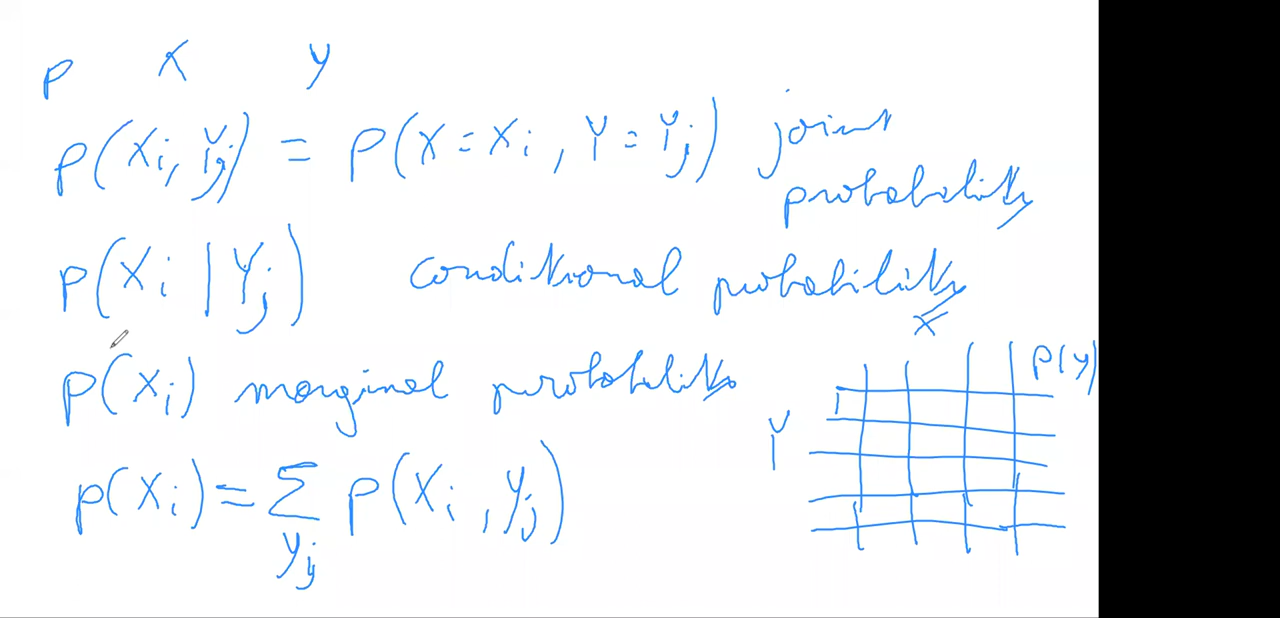 p X Y
p(Xi, Yj) = P(X = Xi, Y = Yj) joint
probability
p(Xi | Yj) conditional probability
X
P(y)
p(Xi) marginal probability
Y
p(Xi) = Σ p(Xi, yj)
yj